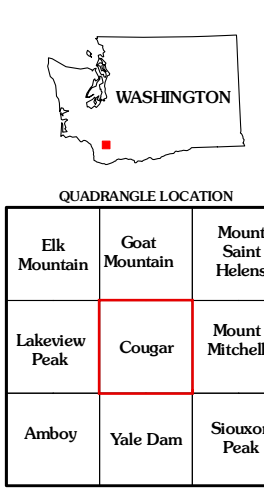 WASHINGTON
QUADRANGLE LOCATION
Elk
Mountain
Goat
Mountain
Mount
Saint
Helens
Lakeview
Peak
Cougar
Mount
Mitchell
Amboy
Yale Dam
Siouxon
Peak